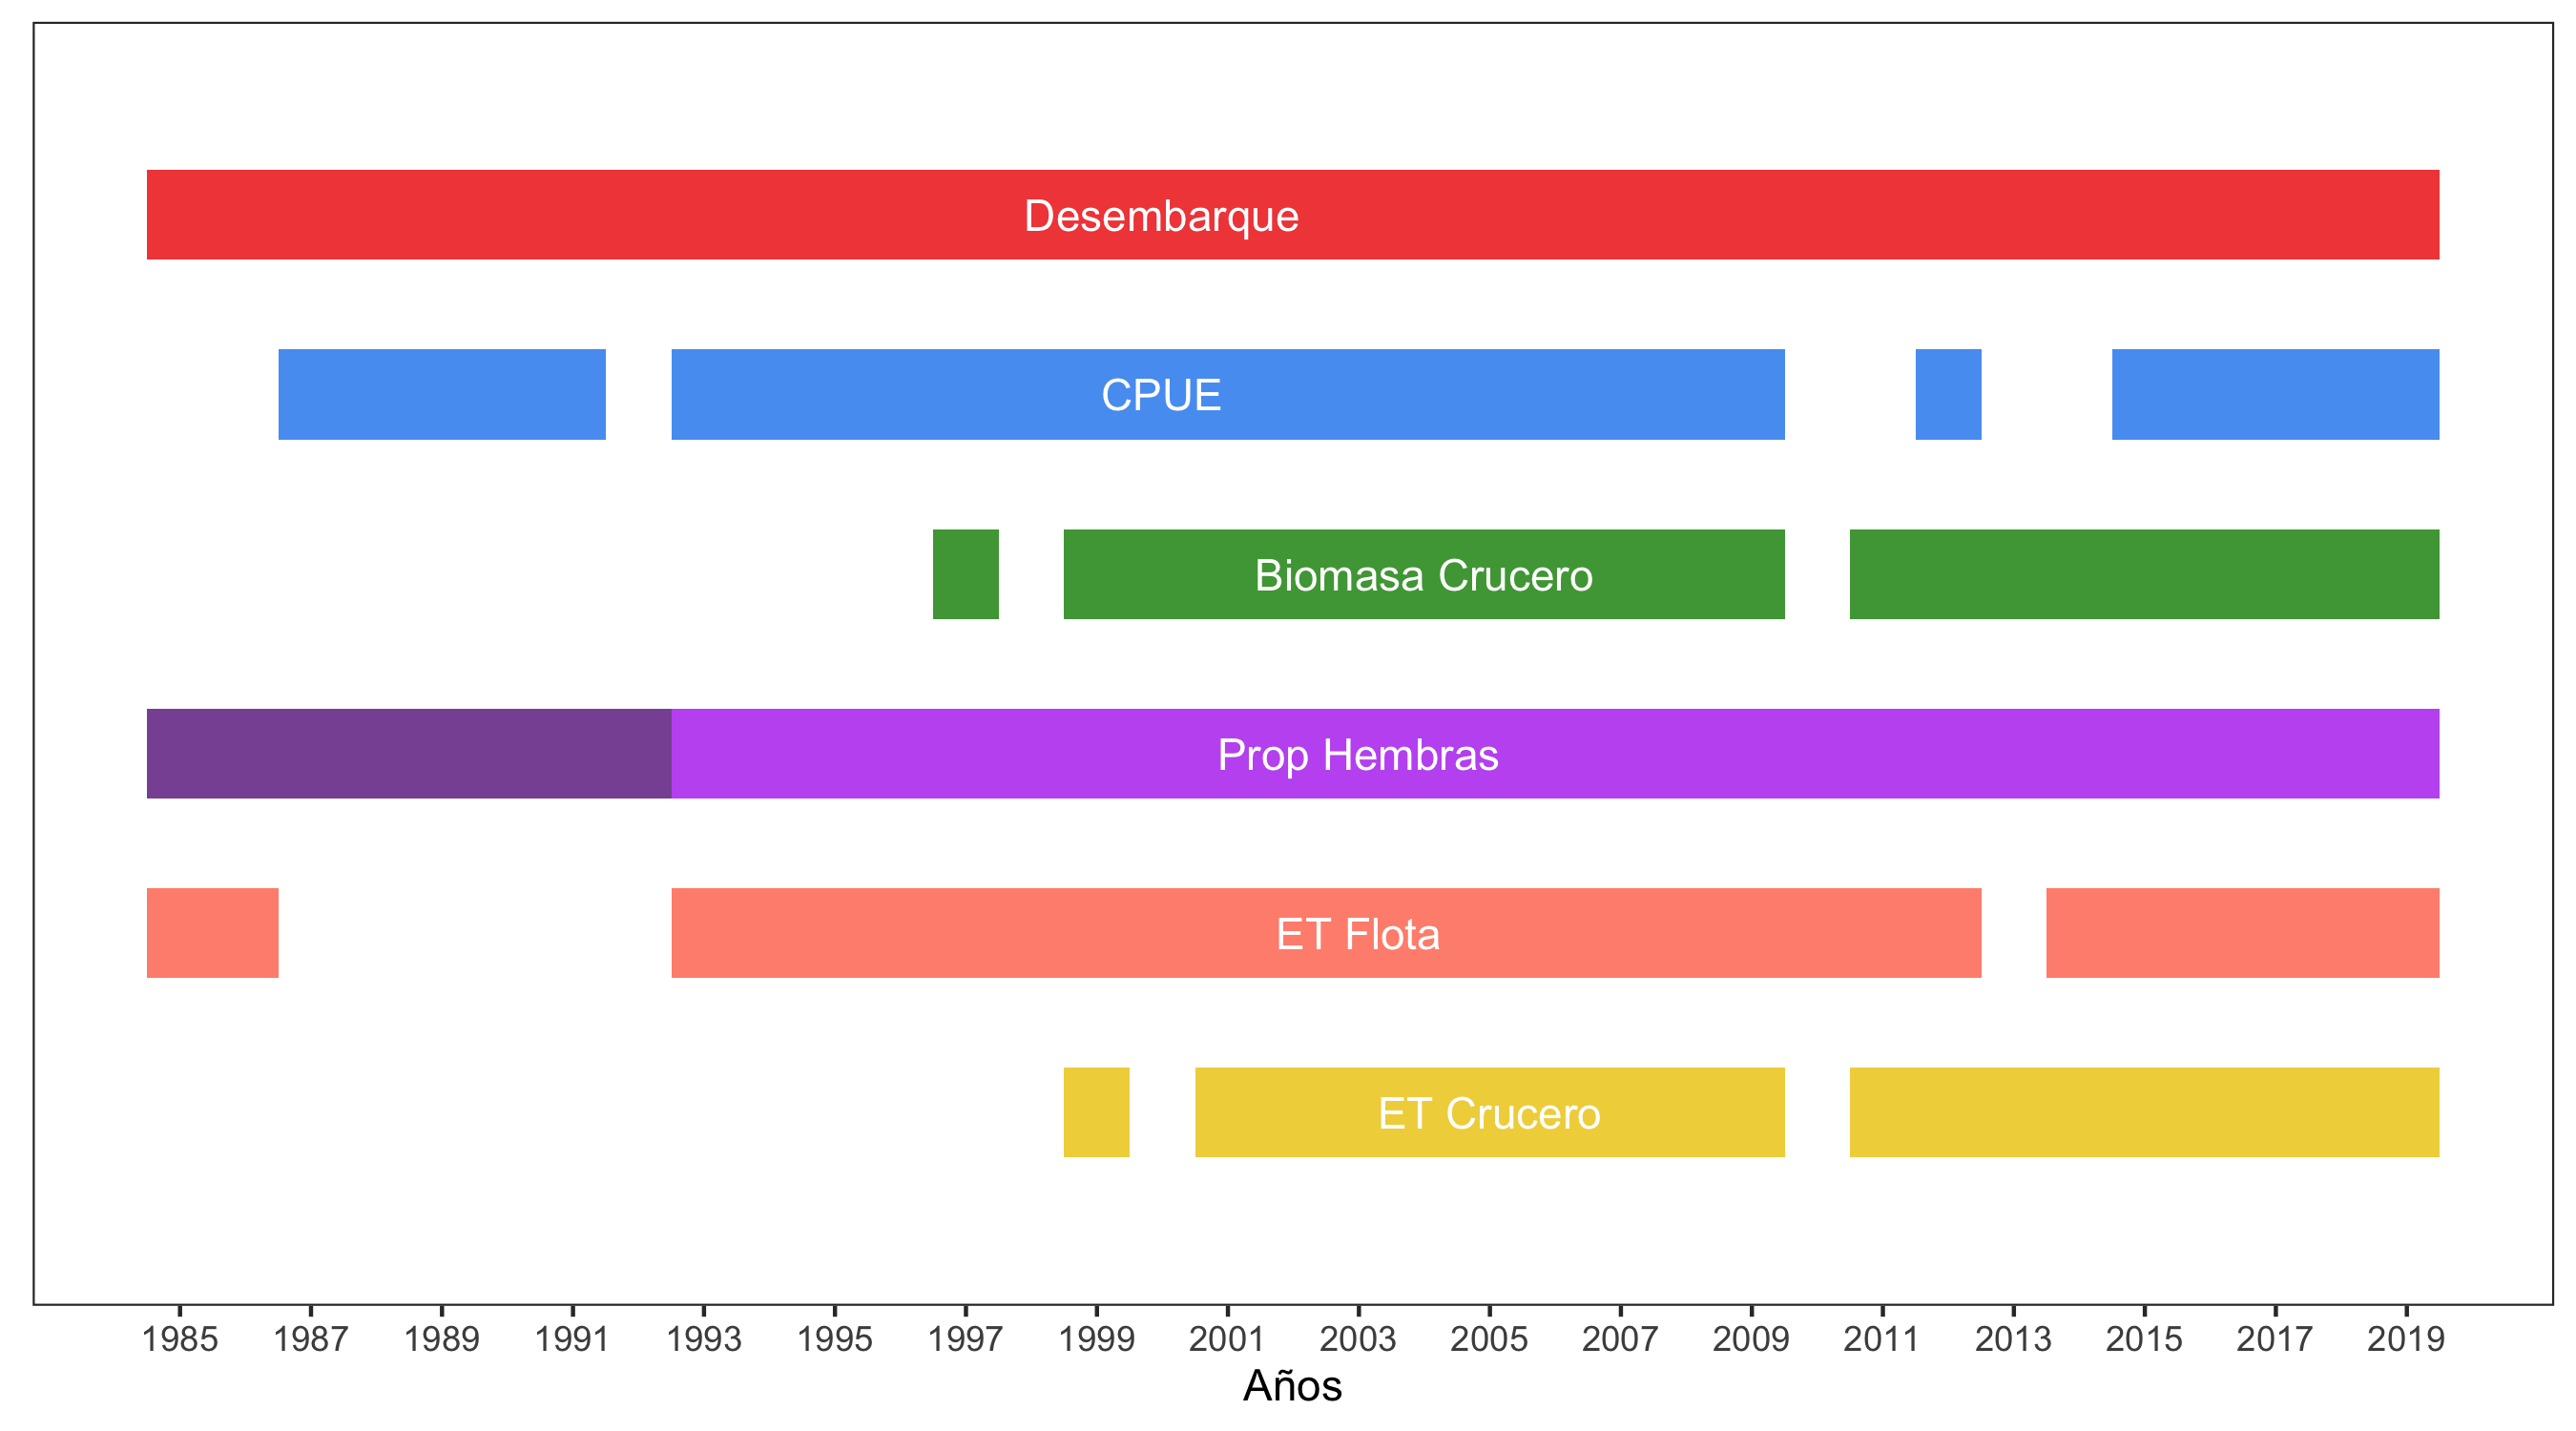 Desembarque
CPUE
Biomasa Crucero
Prop Hembras
ET Flota
ET Crucero
1985 1987 1989 1991 1993 1995 1997 1999 2001 2003 2005 2007 2009 2011 2013 2015 2017 2019
Años